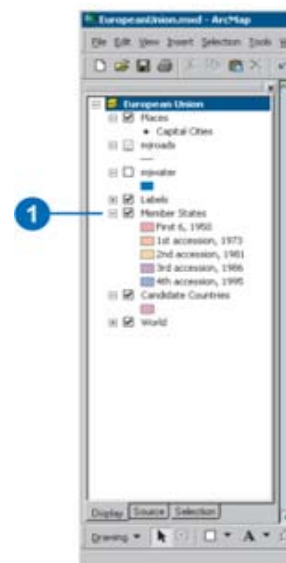 EuropeanUnion.mxd - ArcMap
File Edit View Insert Selection Tools
European Union
Places
Capital Cities
mjroads
mjwater
Labels
1
Member States
First 6, 1958
1st accession, 1973
2nd accession, 1981
3rd accession, 1986
4th accession, 1995
Candidate Countries
World
Display Source Selection
Drawing A